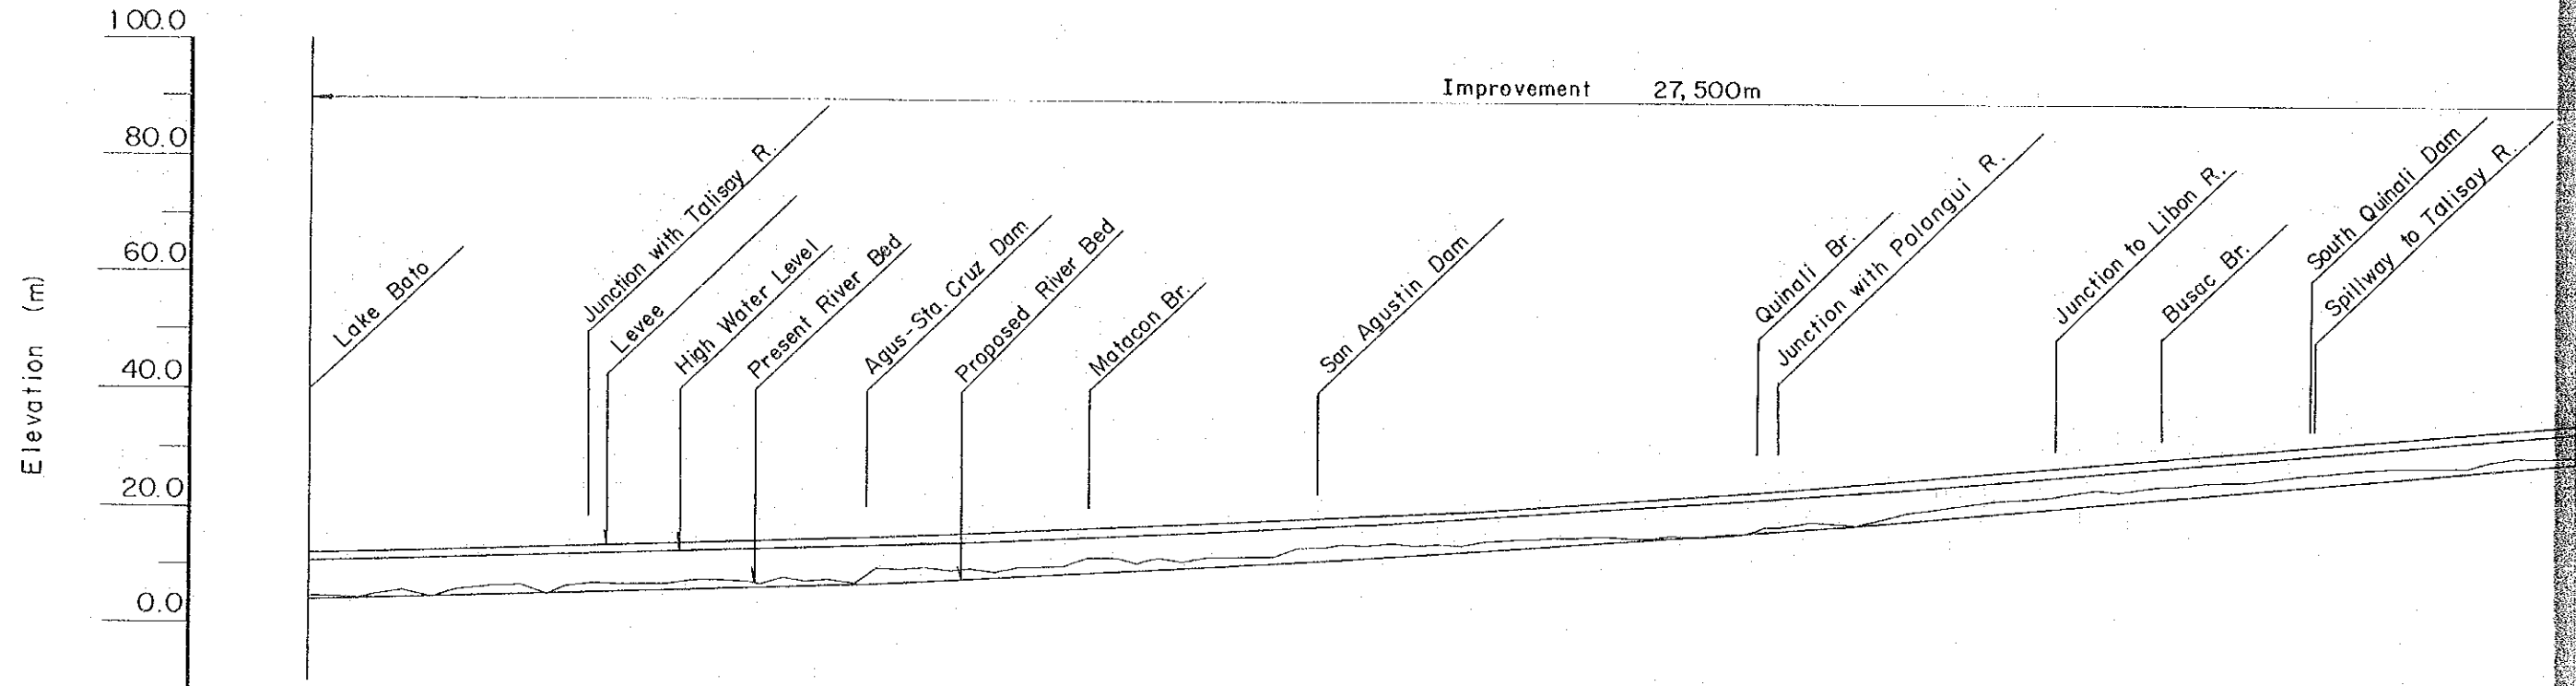 100.0
80.0
60.0
40.0
20.0
0.0
Elevation (m)
Improvement 27,500m
Lake Bato
Junction with Talisay R.
Levee
High Water Level
Present River Bed
Agus-Sta. Cruz Dam
Proposed River Bed
Matacon Br.
San Agustin Dam
Quinali Br.
Junction with Polangui R.
Junction to Libon R.
Busac Br.
South Quinali Dam
Spillway to Talisay R.